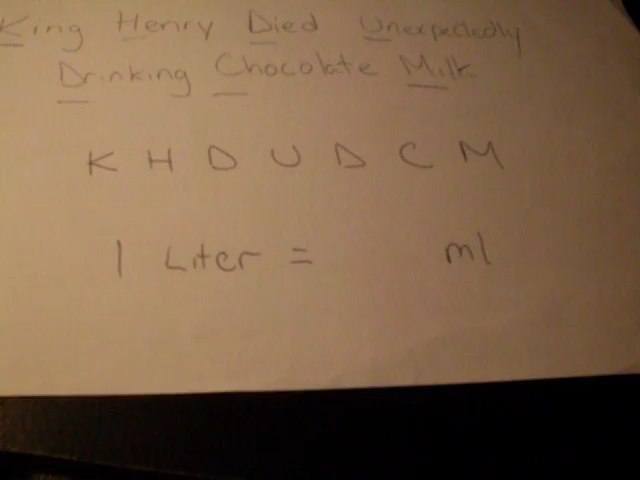 King Henry Died Unexpectedly
Drinking Chocolate Milk
K H D U D C M
1 Liter = ml